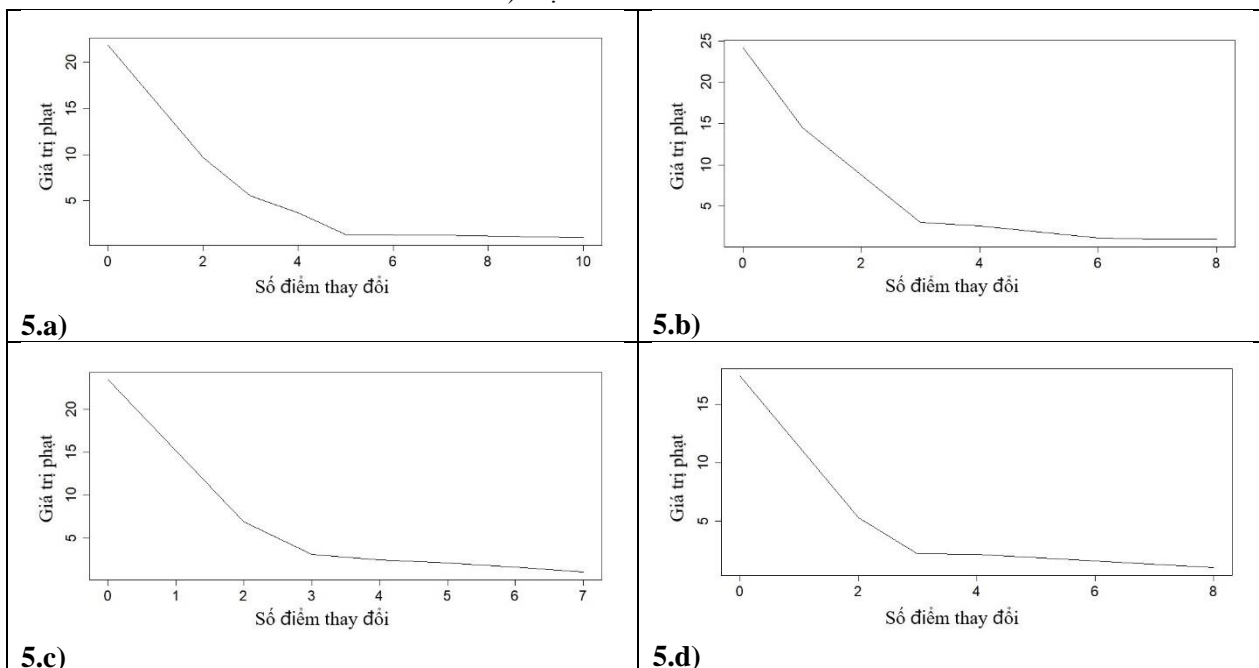 Giá trị phạt
20
15
10
5
0 2 4 6 8 10
Số điểm thay đổi
5.a)
Giá trị phạt
25
20
15
10
5
0 2 4 6 8
Số điểm thay đổi
5.b)
Giá trị phạt
20
15
10
5
0 1 2 3 4 5 6 7
Số điểm thay đổi
5.c)
Giá trị phạt
15
10
5
0 2 4 6 8
Số điểm thay đổi
5.d)